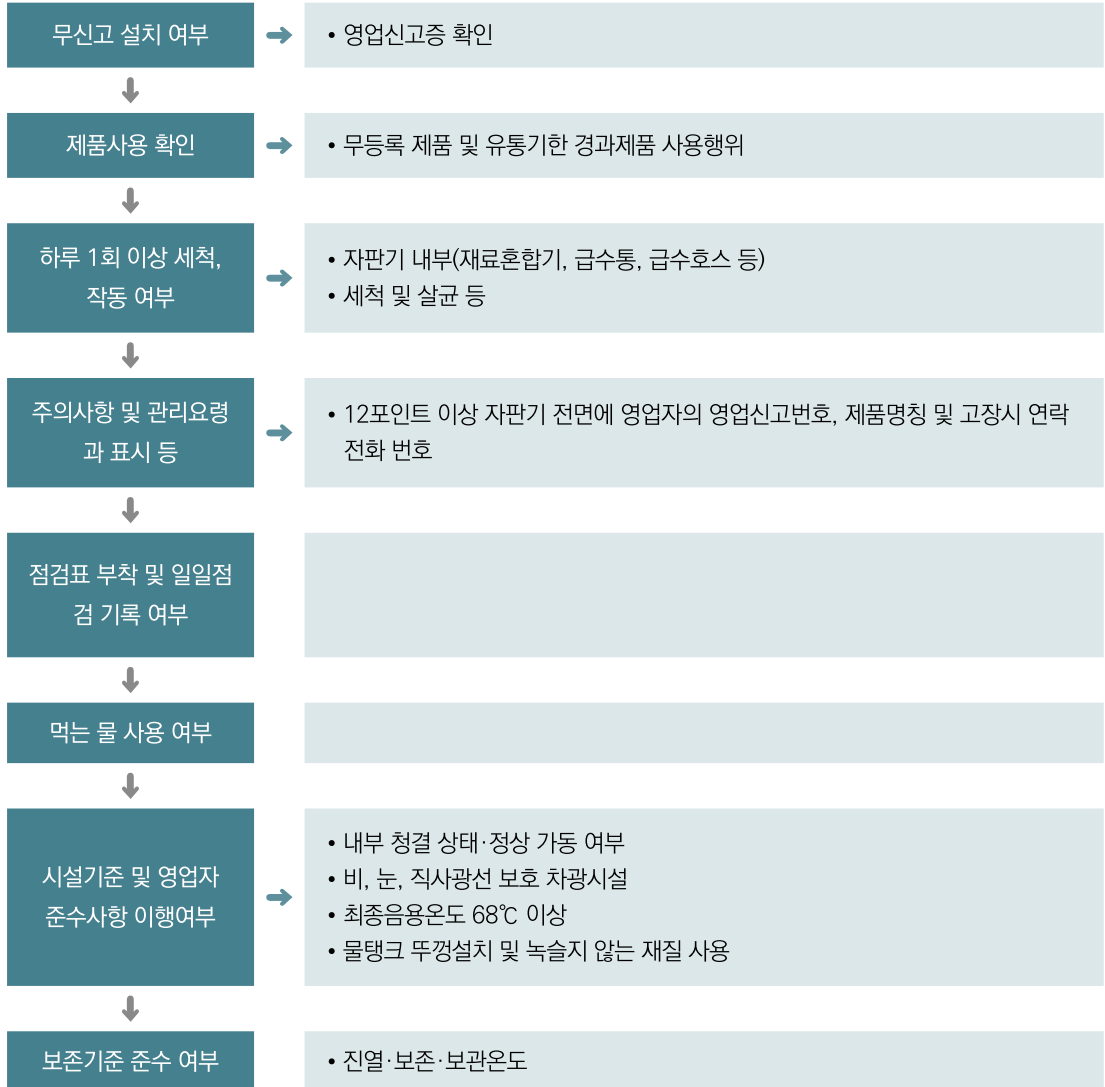 무신고 설치 여부
• 영업신고증 확인
제품사용 확인
• 무등록 제품 및 유통기한 경과제품 사용행위
하루 1회 이상 세척,
작동 여부
• 자판기 내부(재료혼합기, 급수통, 급수호스 등)
• 세척 및 살균 등
주의사항 및 관리요령
과 표시 등
• 12포인트 이상 자판기 전면에 영업자의 영업신고번호, 제품명칭 및 고장시 연락
전화 번호
점검표 부착 및 일일점
검 기록 여부
먹는 물 사용 여부
시설기준 및 영업자
준수사항 이행여부
• 내부 청결 상태·정상 가동 여부
• 비, 눈, 직사광선 보호 차광시설
• 최종음용온도 68℃ 이상
• 물탱크 뚜껑설치 및 녹슬지 않는 재질 사용
보존기준 준수 여부
• 진열·보존·보관온도